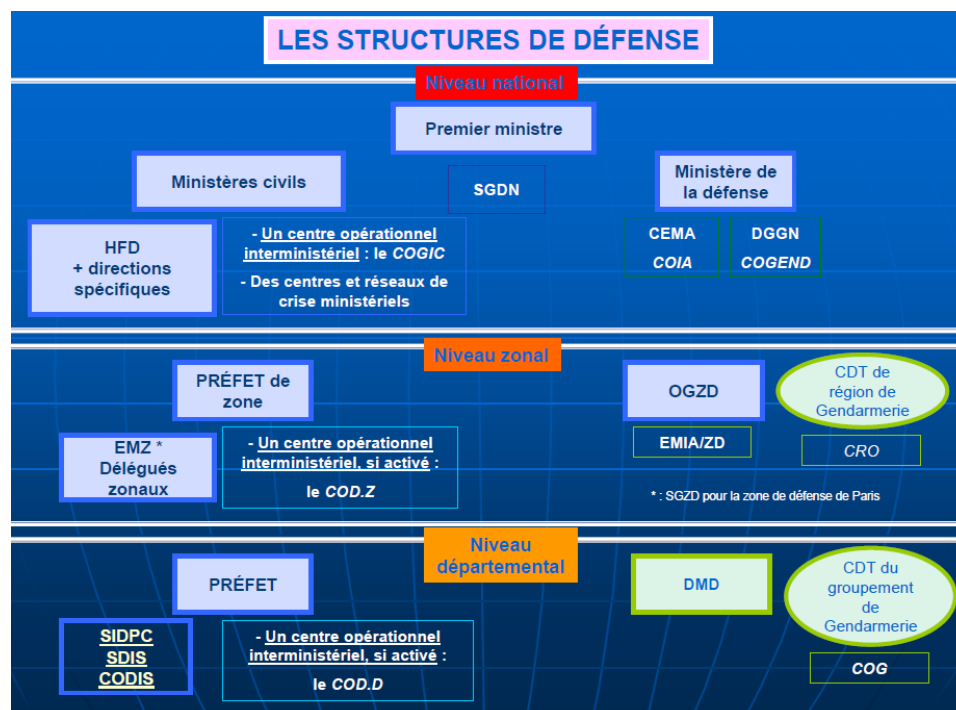 LES STRUCTURES DE DÉFENSE
Niveau national
Premier ministre
Ministères civils
SGDN
Ministère de
la défense
HFD
+ directions
spécifiques
- Un centre opérationnel
interministériel : le COGIC
- Des centres et réseaux de
crise ministériels
CEMA
COIA
DGGN
COGEND
Niveau zonal
PRÉFET de
zone
OGZD
CDT de
région de
Gendarmerie
EMZ *
Délégués
zonaux
- Un centre opérationnel
interministériel, si activé :
le COD.Z
EMIA/ZD
CRO
* : SGZD pour la zone de défense de Paris
Niveau
départemental
PRÉFET
DMD
CDT du
groupement
de
Gendarmerie
SIDPC
SDIS
CODIS
- Un centre opérationnel
interministériel, si activé :
le COD.D
COG